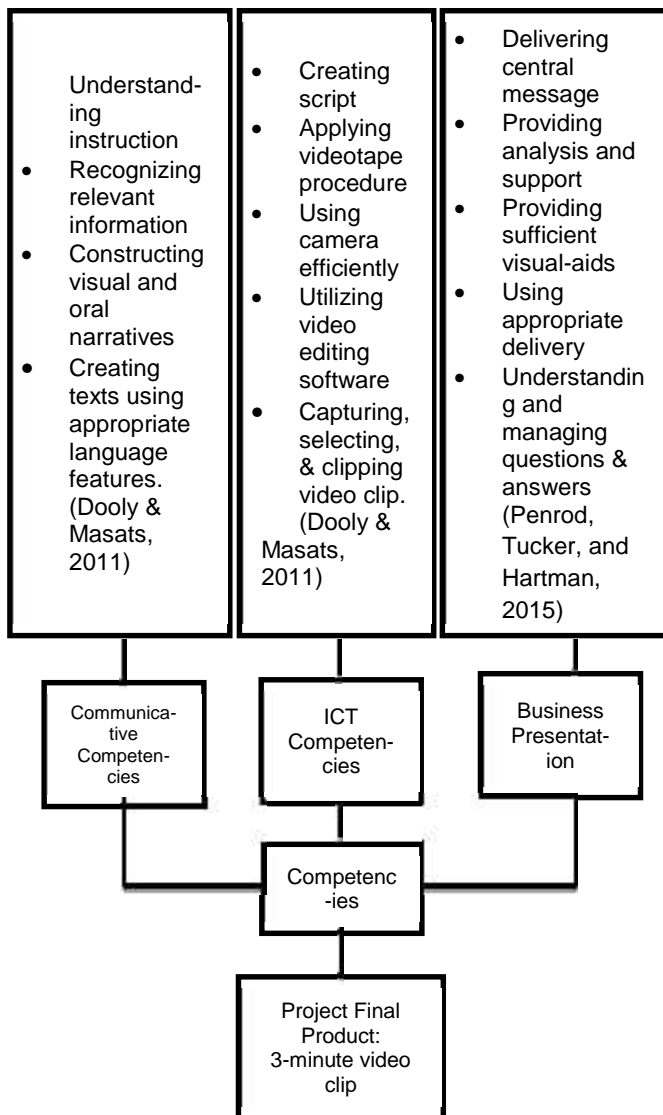 Understand-
ing
instruction
• Recognizing
relevant
information
• Constructing
visual and
oral
narratives
• Creating
texts using
appropriate
language
features.
(Dooly &
Masats,
2011)
• Creating
script
• Applying
videotape
procedure
• Using
camera
efficiently
• Utilizing
video
editing
software
• Capturing,
selecting,
& clipping
video clip.
(Dooly &
Masats,
2011)
• Delivering
central
message
• Providing
analysis and
support
• Providing
sufficient
visual-aids
• Using
appropriate
delivery
• Understandin
g and
managing
questions &
answers
(Penrod,
Tucker, and
Hartman,
2015)
Communica-
tive
Competen-
cies
ICT
Competen-
cies
Business
Presentat-
ion
Competenc
-ies
Project Final
Product:
3-minute video
clip